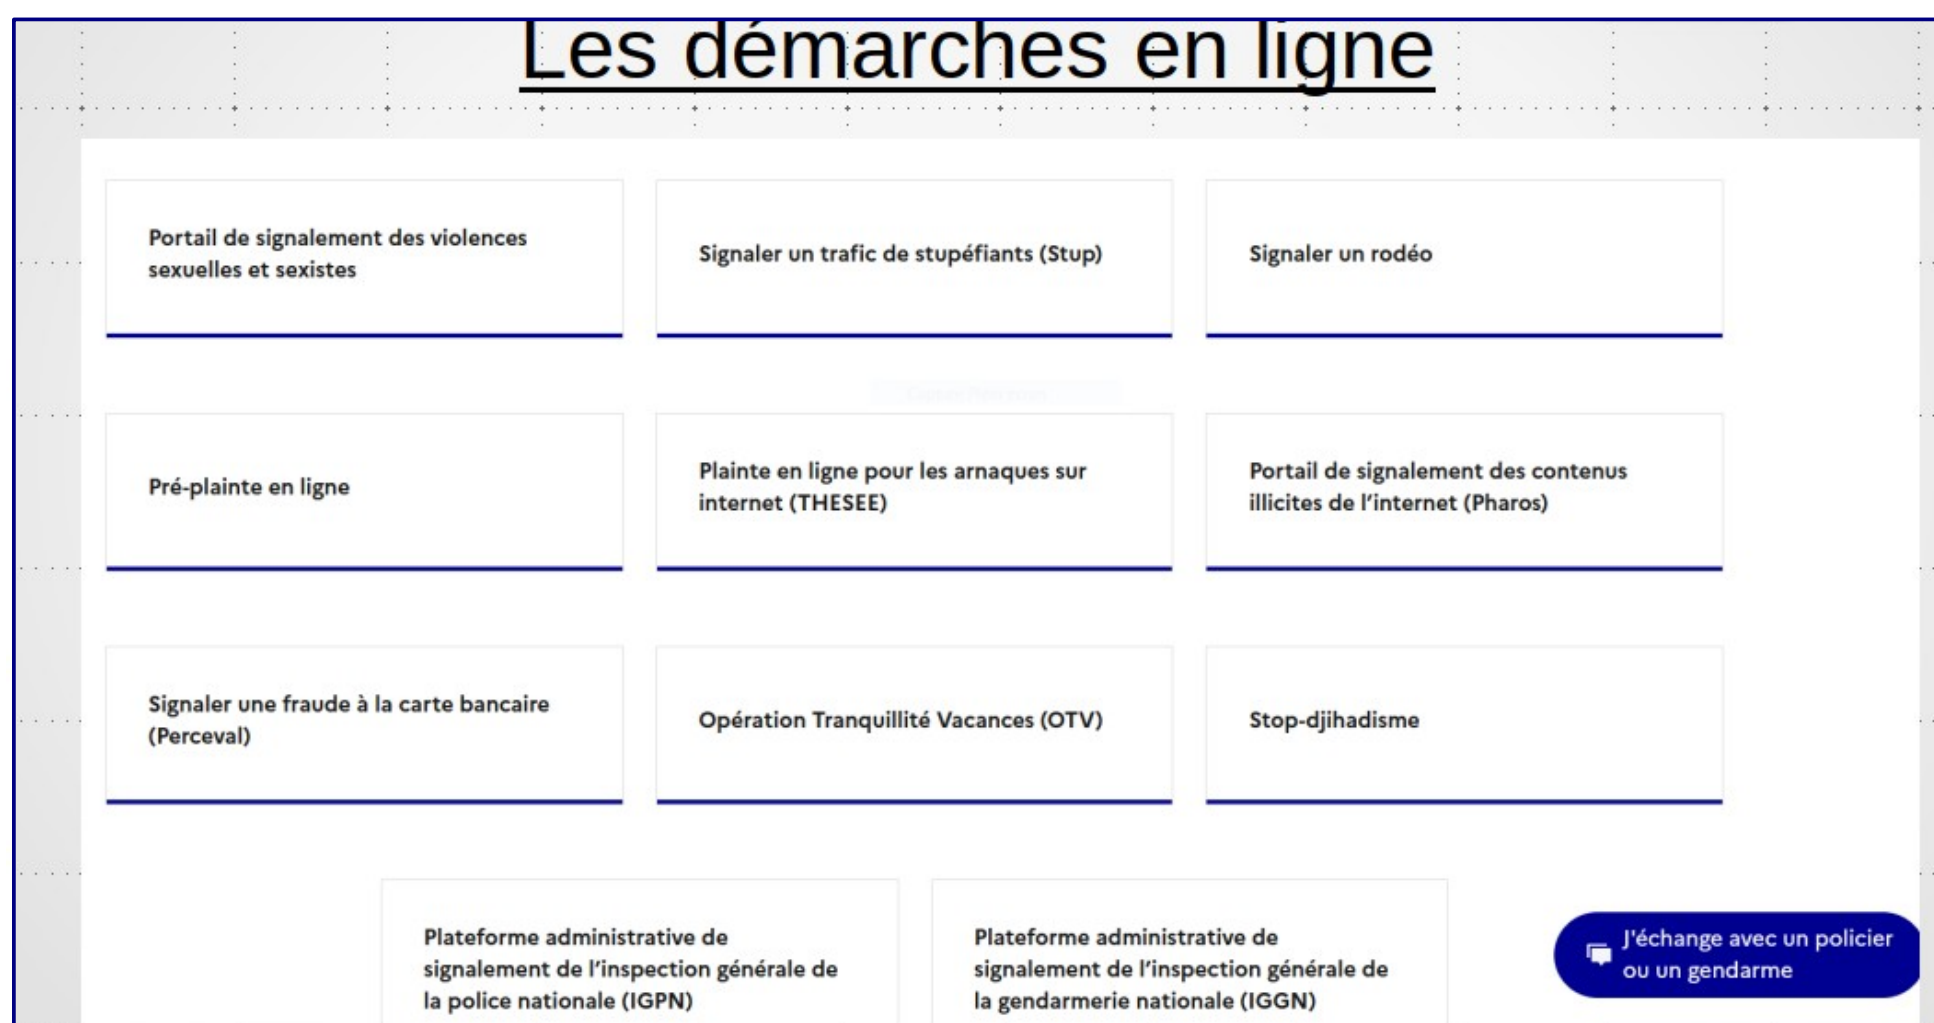 Les démarches en ligne
Portail de signalement des violences
sexuelles et sexistes
Signaler un trafic de stupéfiants (Stup)
Signaler un rodéo
Pré-plainte en ligne
Plainte en ligne pour les arnaques sur
internet (THESEE)
Portail de signalement des contenus
illicites de l’internet (Pharos)
Signaler une fraude à la carte bancaire
(Perceval)
Opération Tranquillité Vacances (OTV)
Stop-djihadisme
Plateforme administrative de
signalement de l’inspection générale de
la police nationale (IGPN)
Plateforme administrative de
signalement de l’inspection générale de
la gendarmerie nationale (IGGN)
J'échange avec un policier
ou un gendarme